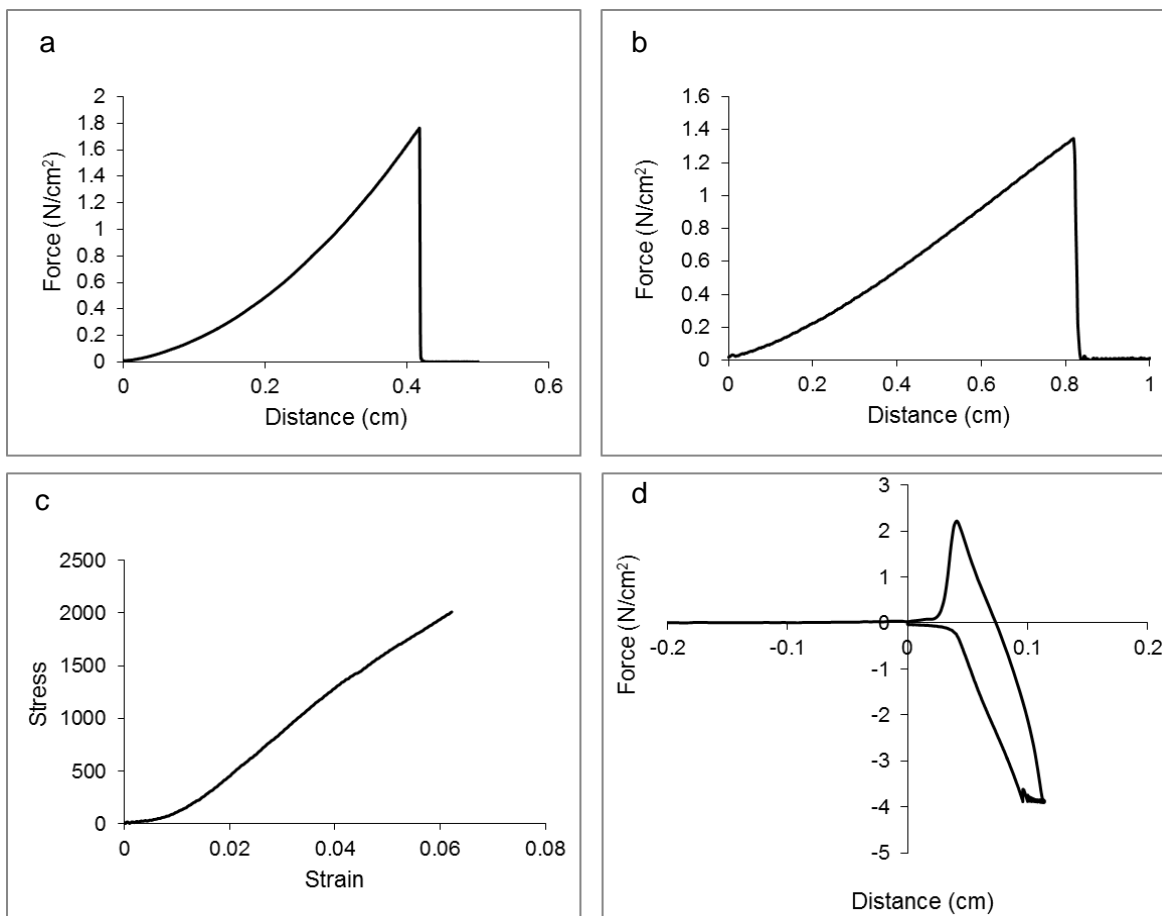 a
2
1.8
1.6
1.4
1.2
1
0.8
0.6
0.4
0.2
0
Force (N/cm²)
0 0.2 0.4 0.6
Distance (cm)
b
1.6
1.4
1.2
1
0.8
0.6
0.4
0.2
0
Force (N/cm²)
0 0.2 0.4 0.6 0.8 1
Distance (cm)
c
2500
2000
1500
1000
500
0
Stress
0 0.02 0.04 0.06 0.08
Strain
d
3
2
1
0
-1
-2
-3
-4
-5
Force (N/cm²)
-0.2 -0.1 0 0.1 0.2
Distance (cm)